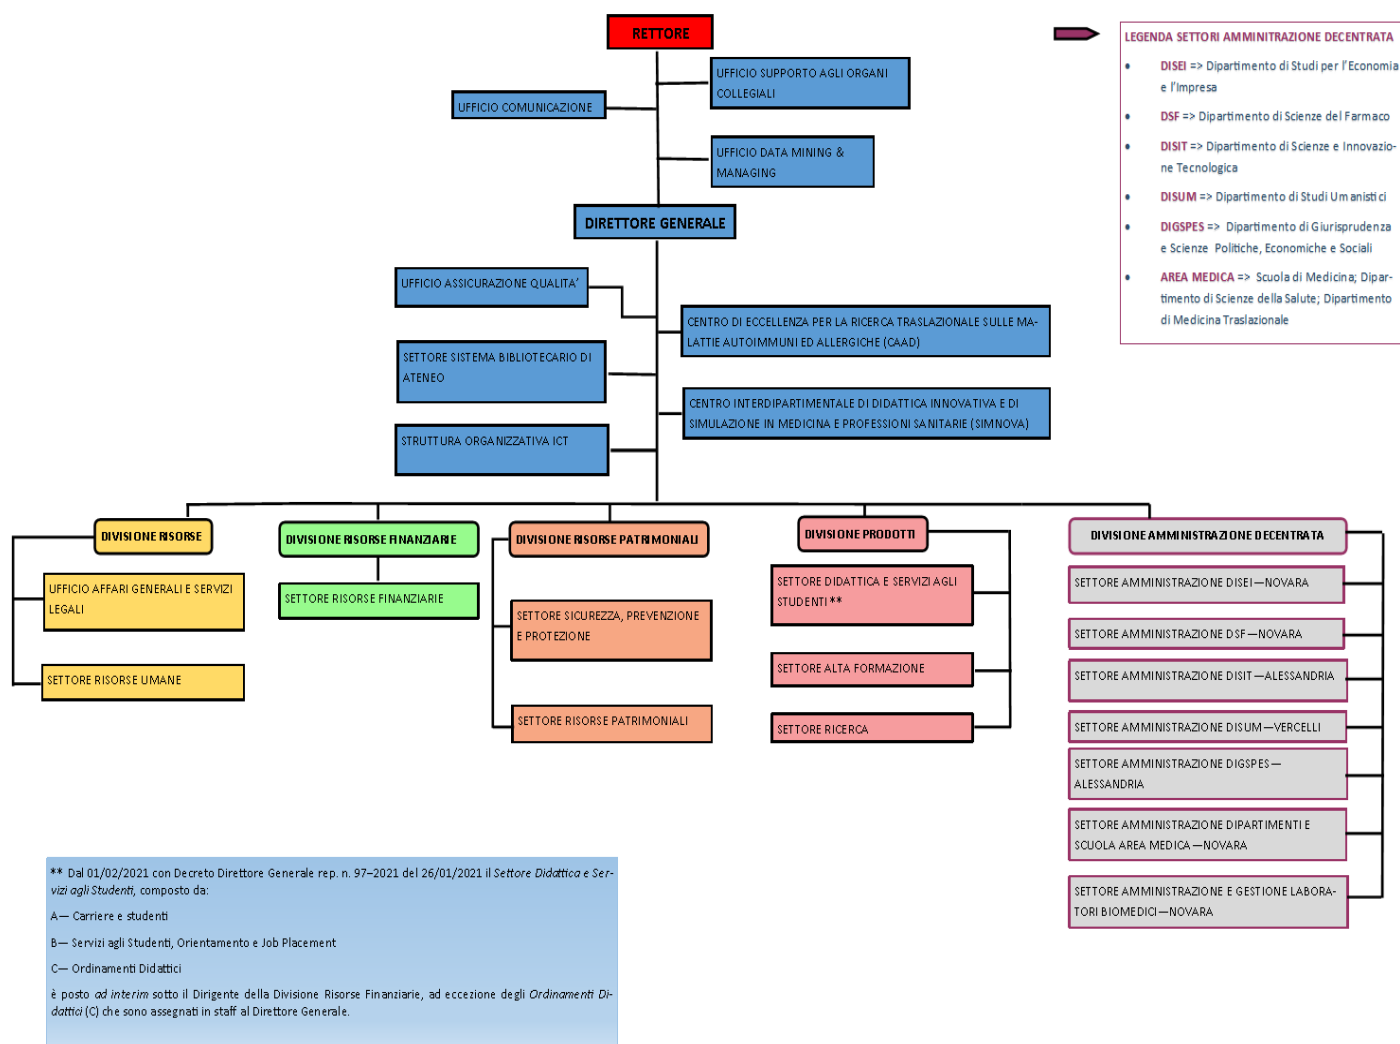 RETTORE
UFFICIO SUPPORTO AGLI ORGANI
COLLEGIALI
UFFICIO COMUNICAZIONE
UFFICIO DATA MINING &
MANAGING
DIRETTORE GENERALE
UFFICIO ASSICURAZIONE QUALITA’
CENTRO DI ECCELLENZA PER LA RICERCA TRASLAZIONALE SULLE MA-
LATTIE AUTOIMMUNI ED ALLERGICHE (CAAD)
SETTORE SISTEMA BIBLIOTECARIO DI
ATENEO
CENTRO INTERDIPARTIMENTALE DI DIDATTICA INNOVATIVA E DI
SIMULAZIONE IN MEDICINA E PROFESSIONI SANITARIE (SIMNOVA)
STRUTTURA ORGANIZZATIVA ICT
LEGENDA SETTORI AMMINITRAZIONE DECENTRATA
• DISEI => Dipartimento di Studi per l’Economia
e l’Impresa
• DSF => Dipartimento di Scienze del Farmaco
• DISIT => Dipartimento di Scienze e Innovazio-
ne Tecnologica
• DISUM => Dipartimento di Studi Umanistici
• DIGSPES => Dipartimento di Giurisprudenza
e Scienze Politiche, Economiche e Sociali
• AREA MEDICA => Scuola di Medicina; Dipar-
timento di Scienze della Salute; Dipartimento
di Medicina Traslazionale
DIVISIONE RISORSE
UFFICIO AFFARI GENERALI E SERVIZI
LEGALI
SETTORE RISORSE UMANE
DIVISIONE RISORSE FINANZIARIE
SETTORE RISORSE FINANZIARIE
DIVISIONE RISORSE PATRIMONIALI
SETTORE SICUREZZA, PREVENZIONE
E PROTEZIONE
SETTORE RISORSE PATRIMONIALI
DIVISIONE PRODOTTI
SETTORE DIDATTICA E SERVIZI AGLI
STUDENTI **
SETTORE ALTA FORMAZIONE
SETTORE RICERCA
DIVISIONE AMMINISTRAZIONE DECENTRATA
SETTORE AMMINISTRAZIONE DISEI—NOVARA
SETTORE AMMINISTRAZIONE DSF—NOVARA
SETTORE AMMINISTRAZIONE DISIT—ALESSANDRIA
SETTORE AMMINISTRAZIONE DISUM—VERCELLI
SETTORE AMMINISTRAZIONE DIGSPES—
ALESSANDRIA
SETTORE AMMINISTRAZIONE DIPARTIMENTI E
SCUOLA AREA MEDICA—NOVARA
SETTORE AMMINISTRAZIONE E GESTIONE LABORA-
TORI BIOMEDICI—NOVARA
** Dal 01/02/2021 con Decreto Direttore Generale rep. n. 97–2021 del 26/01/2021 il Settore Didattica e Ser-
vizi agli Studenti, composto da:
A— Carriere e studenti
B— Servizi agli Studenti, Orientamento e Job Placement
C— Ordinamenti Didattici
è posto ad interim sotto il Dirigente della Divisione Risorse Finanziarie, ad eccezione degli Ordinamenti Di-
dattici (C) che sono assegnati in staff al Direttore Generale.